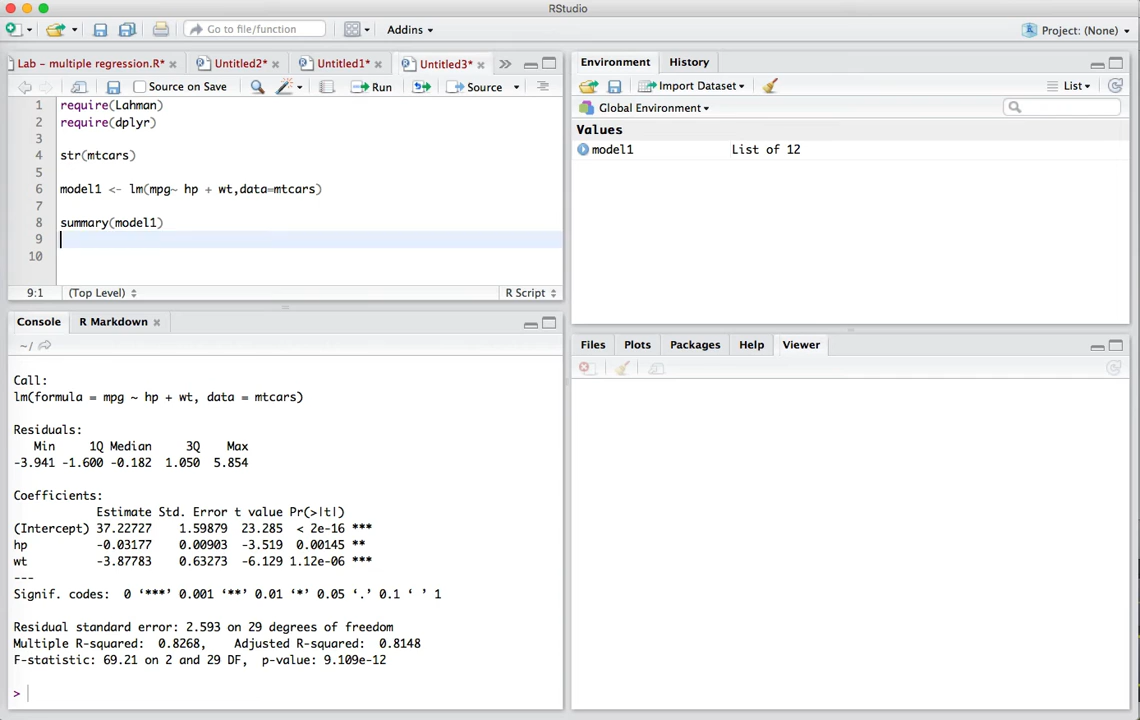 RStudio
Go to file/function
Addins
Project: (None)
Lab - multiple regression.R*
Untitled2*
Untitled1*
Untitled3*
Source on Save
Run
Source
1 require(Lahman)
2 require(dplyr)
3
4 str(mtcars)
5
6 model1 <- lm(mpg~ hp + wt,data=mtcars)
7
8 summary(model1)
9
10
9:1 (Top Level) R Script
Console
R Markdown
~/
Call:
lm(formula = mpg ~ hp + wt, data = mtcars)
Residuals:
Min 1Q Median 3Q Max
-3.941 -1.600 -0.182 1.050 5.854
Coefficients:
Estimate Std. Error t value Pr(>|t|)
(Intercept) 37.22727 1.59879 23.285 < 2e-16 ***
hp -0.03177 0.00903 -3.519 0.00145 **
wt -3.87783 0.63273 -6.129 1.12e-06 ***
---
Signif. codes: 0 ‘***’ 0.001 ‘**’ 0.01 ‘*’ 0.05 ‘.’ 0.1 ‘ ’ 1
Residual standard error: 2.593 on 29 degrees of freedom
Multiple R-squared: 0.8268, Adjusted R-squared: 0.8148
F-statistic: 69.21 on 2 and 29 DF, p-value: 9.109e-12
>
Environment
History
Import Dataset
List
Global Environment
Values
model1 List of 12
Files
Plots
Packages
Help
Viewer